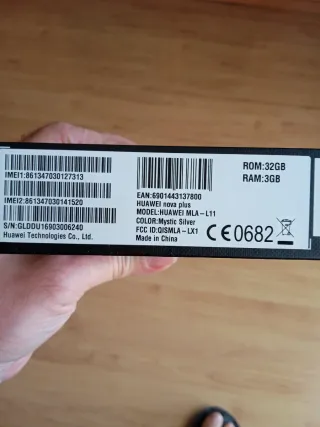 IMEI1:861347030127313
IMEI2:861347030141520
S/N:GLDDU16903006240
Huawei Technologies Co., Ltd.
EAN:6901443137800
HUAWEI nova plus
MODEL:HUAWEI MLA-L11
COLOR:Mystic Silver
FCC ID:QISMLA-LX1
Made in China
ROM:32GB
RAM:3GB
CE0682